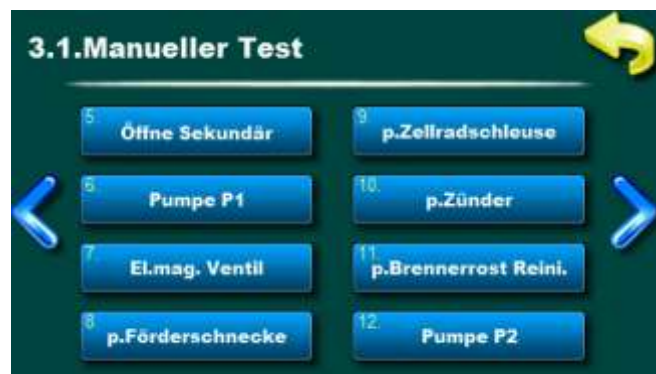 3.1.Manueller Test
5. Öffne Sekundär
6. Pumpe P1
7. El.mag. Ventil
8. p.Förderschnecke
9. p.Zellradschleuse
10. p.Zünder
11. p.Brennerrost Reini.
12. Pumpe P2